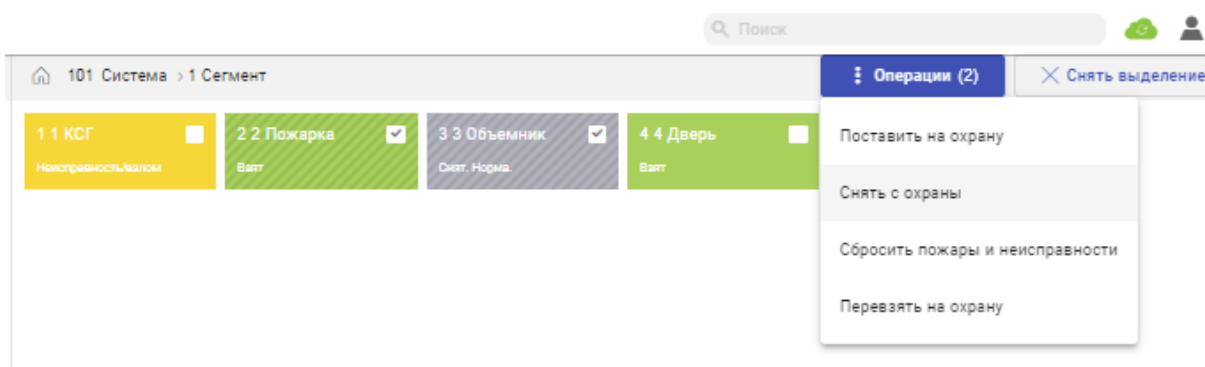 Поиск
101 Система > 1 Сегмент
Операции (2)
Снять выделение
1 1 КСГ
2 2 Пожарка
3 3 Объемник
4 4 Дверь
Неисправность/взлом
Взят
Снят. Норма.
Взят
Поставить на охрану
Снять с охраны
Сбросить пожары и неисправности
Перевзять на охрану